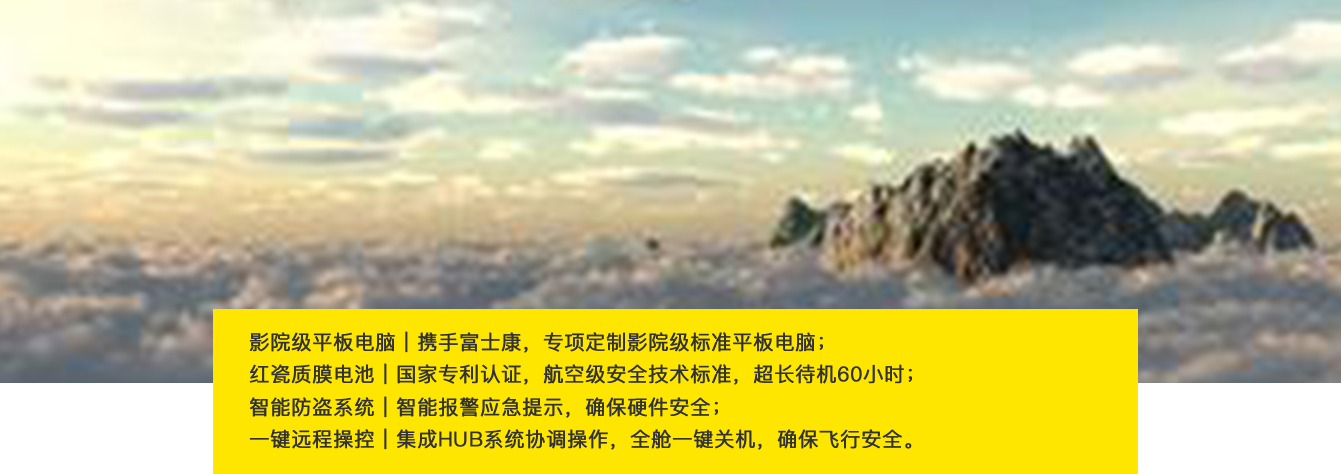 影院级平板电脑｜携手富士康，专项定制影院级标准平板电脑；
红瓷质膜电池｜国家专利认证，航空级安全技术标准，超长待机60小时；
智能防盗系统｜智能报警应急提示，确保硬件安全；
一键远程操控｜集成HUB系统协调操作，全舱一键关机，确保飞行安全。